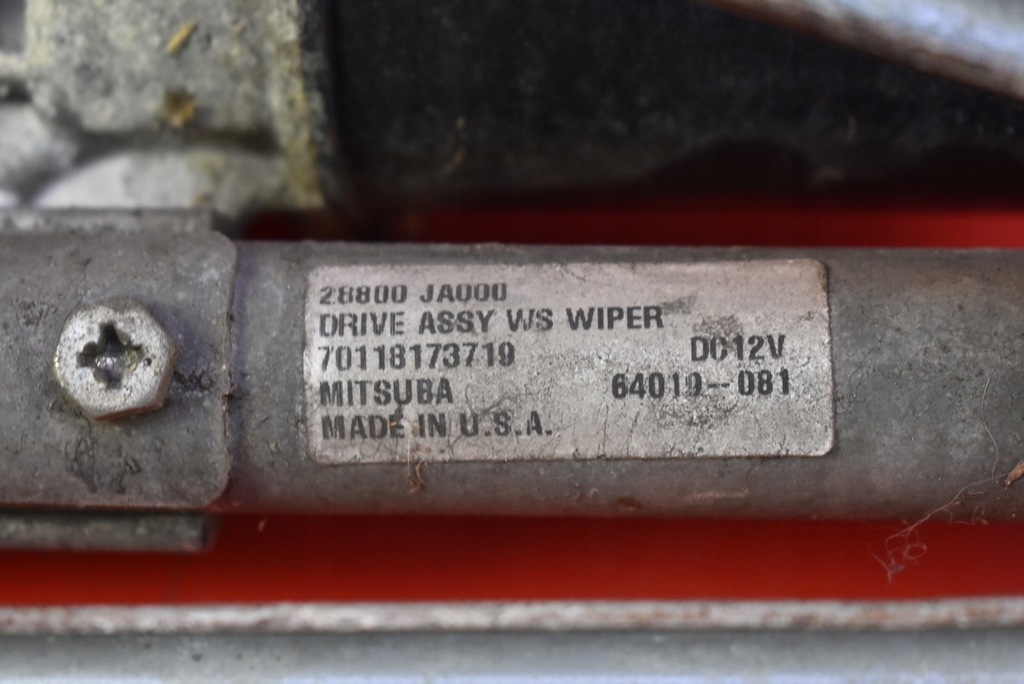 28800 JA000
DRIVE ASSY WS WIPER
70118173719 DC12V
MITSUBA 64019-081
MADE IN U.S.A.